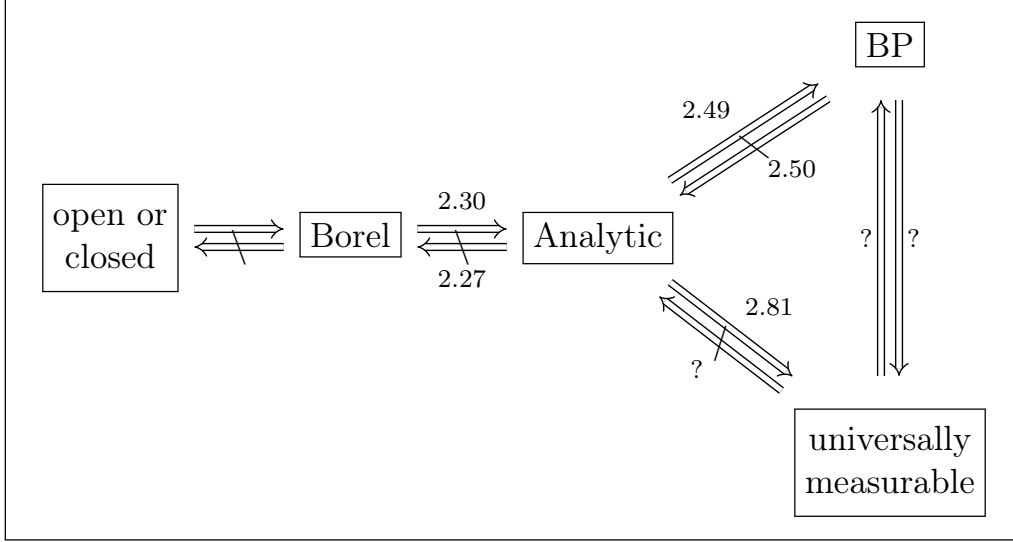 BP
2.49
2.50
open or
closed
2.30
Borel
2.27
Analytic
?
?
2.81
?
universally
measurable